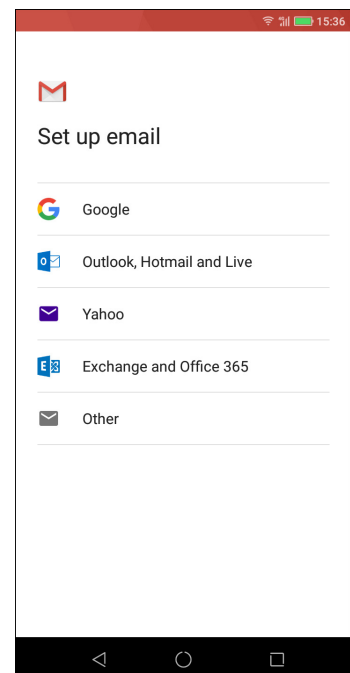 15:36
Set up email
Google
Outlook, Hotmail and Live
Yahoo
Exchange and Office 365
Other